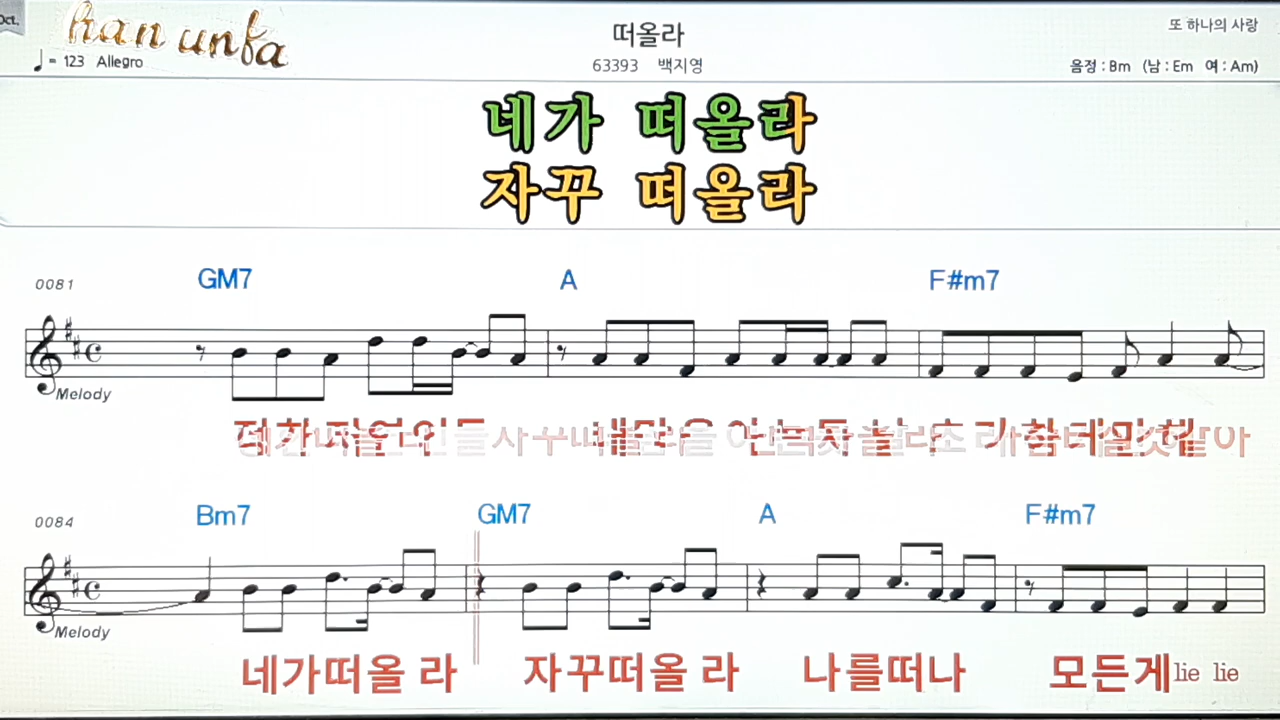 Oct.
han unfa
떠올라
또 하나의 사랑
♩ = 123 Allegro
63393 백지영
음정 : Bm (남 : Em 여 : Am)
네가 떠올라
자꾸 떠올라
0081 GM7 A F#m7
Melody
0084 Bm7 GM7 A F#m7
Melody
네가떠올 라 자꾸떠올 라 나를떠나 모든게 lie lie